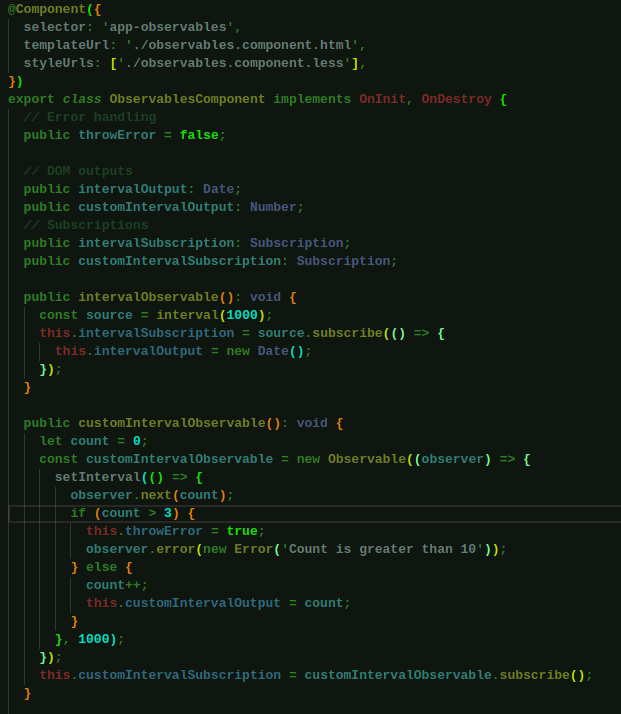 @Component({
  selector: 'app-observables',
  templateUrl: './observables.component.html',
  styleUrls: ['./observables.component.less'],
})
export class ObservablesComponent implements OnInit, OnDestroy {
  // Error handling
  public throwError = false;

  // DOM outputs
  public intervalOutput: Date;
  public customIntervalOutput: Number;
  // Subscriptions
  public intervalSubscription: Subscription;
  public customIntervalSubscription: Subscription;

  public intervalObservable(): void {
    const source = interval(1000);
    this.intervalSubscription = source.subscribe(() => {
      this.intervalOutput = new Date();
    });
  }

  public customIntervalObservable(): void {
    let count = 0;
    const customIntervalObservable = new Observable((observer) => {
      setInterval(() => {
        observer.next(count);
        if (count > 3) {
          this.throwError = true;
          observer.error(new Error('Count is greater than 10'));
        } else {
          count++;
          this.customIntervalOutput = count;
        }
      }, 1000);
    });
    this.customIntervalSubscription = customIntervalObservable.subscribe();
  }